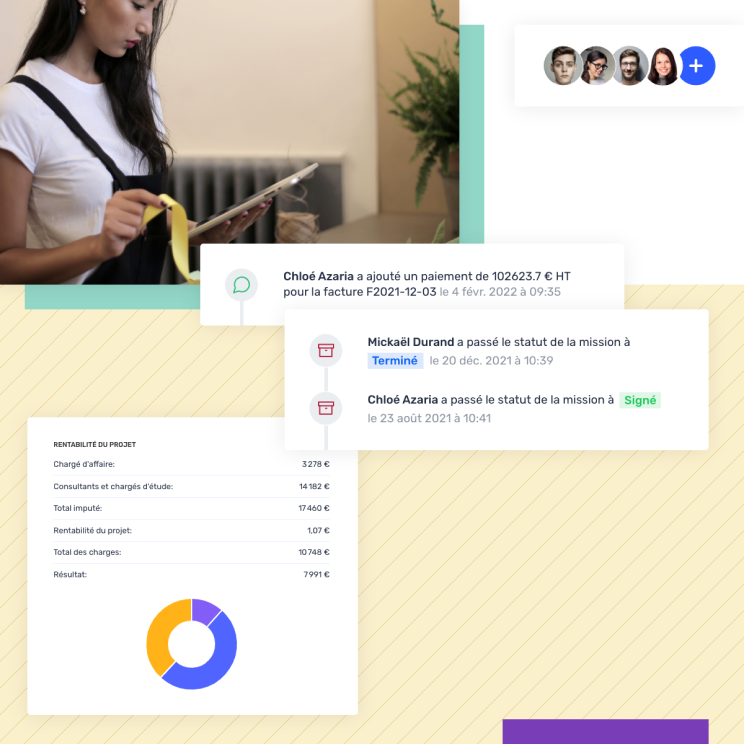 Chloé Azaria a ajouté un paiement de 102623.7 € HT
pour la facture F2021-12-03 le 4 févr. 2022 à 09:35
Mickaël Durand a passé le statut de la mission à
Terminé le 20 déc. 2021 à 10:39
Chloé Azaria a passé le statut de la mission à Signé
le 23 août 2021 à 10:41
RENTABILITÉ DU PROJET
Chargé d'affaire: 3 278 €
Consultants et chargés d'étude: 14 182 €
Total imputé: 17 460 €
Rentabilité du projet: 1,07 €
Total des charges: 10 748 €
Résultat: 7 991 €